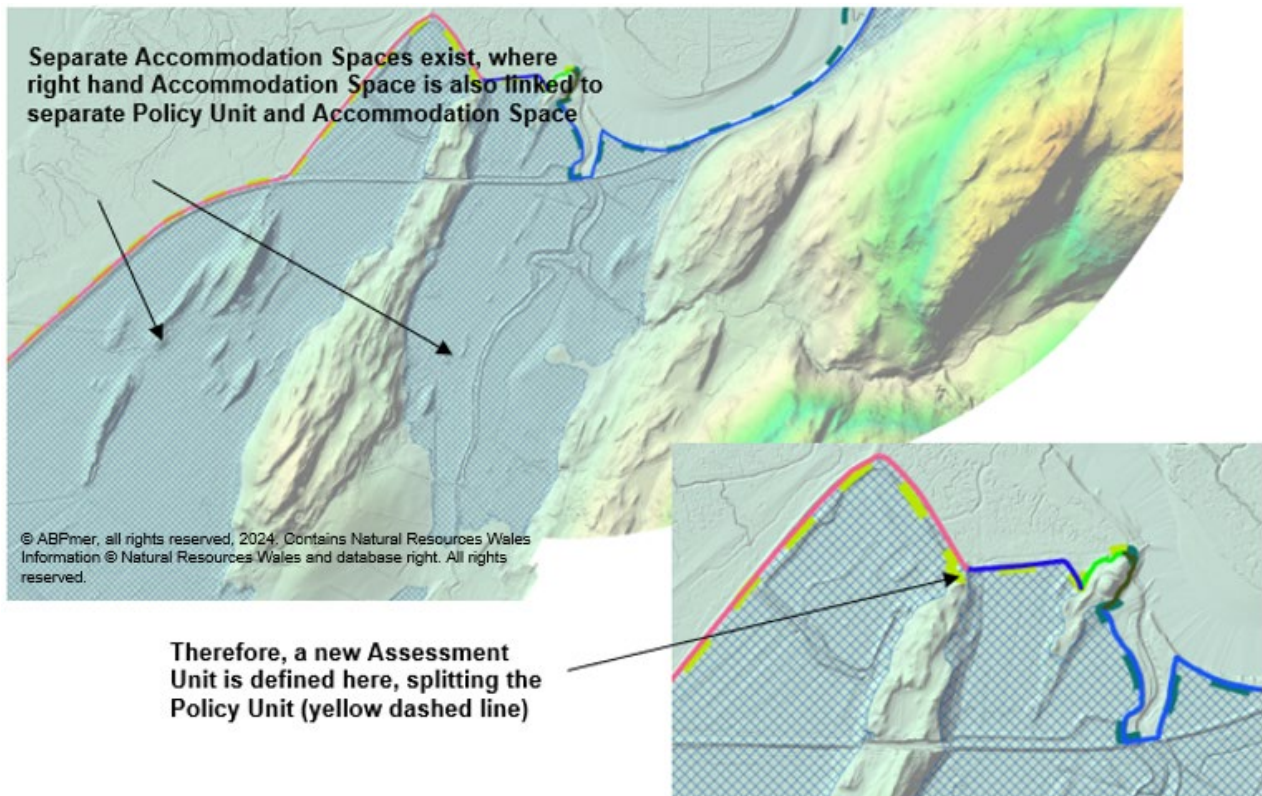 Separate Accommodation Spaces exist, where
right hand Accommodation Space is also linked to
separate Policy Unit and Accommodation Space
© ABPmer, all rights reserved, 2024. Contains Natural Resources Wales
Information © Natural Resources Wales and database right. All rights
reserved.
Therefore, a new Assessment
Unit is defined here, splitting the
Policy Unit (yellow dashed line)